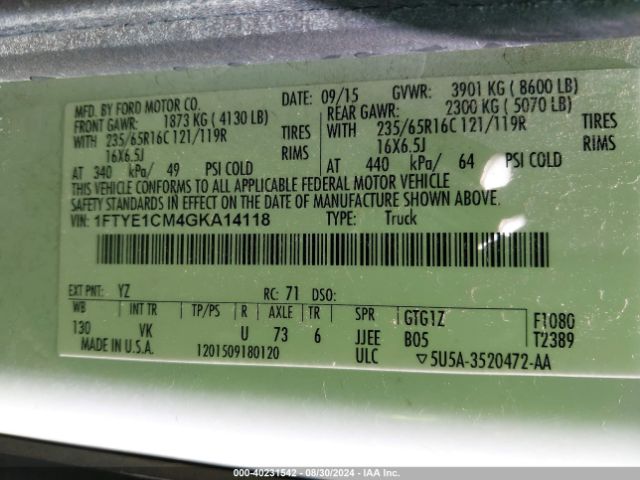 MFD. BY FORD MOTOR CO.
DATE: 09/15 GVWR: 3901 KG ( 8600 LB)
FRONT GAWR: 1873 KG ( 4130 LB)
REAR GAWR: 2300 KG ( 5070 LB)
WITH 235/65R16C 121/119R TIRES
WITH 235/65R16C 121/119R TIRES
16X6.5J RIMS
16X6.5J RIMS
AT 340 kPa/ 49 PSI COLD
AT 440 kPa/ 64 PSI COLD
THIS VEHICLE CONFORMS TO ALL APPLICABLE FEDERAL MOTOR VEHICLE
SAFETY STANDARDS IN EFFECT ON THE DATE OF MANUFACTURE SHOWN ABOVE.
VIN: 1FTYE1CM4GKA14118 TYPE: Truck
EXT PNT: YZ RC: 71 DSO:
WB INT TR TP/PS R AXLE TR SPR GTG1Z F1080
130 VK U 73 6 JJEE B05 T2389
MADE IN U.S.A. 1201509180120 ULC ▽5U5A-3520472-AA
000-40231542 - 08/30/2024 - IAA Inc.